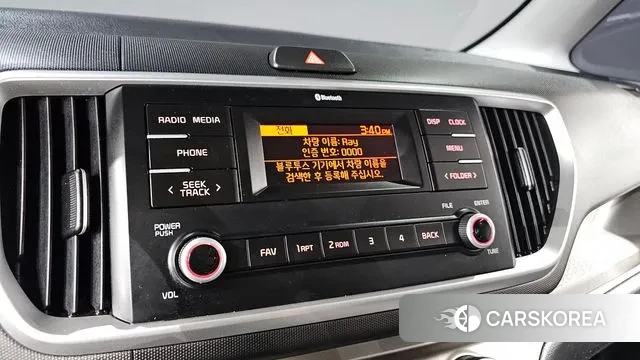 Bluetooth
RADIO MEDIA
전화 3:40PM
DISP CLOCK
차량 이름: Ray
인증 번호: 0000
PHONE
MENU
블루투스 기기에서 차량 이름을
검색한 후 등록해 주십시오.
< SEEK TRACK >
< FOLDER >
POWER
PUSH
FILE ENTER
FAV 1 RPT 2 RDM 3 4 BACK
VOL
TUNE
CARSKOREA